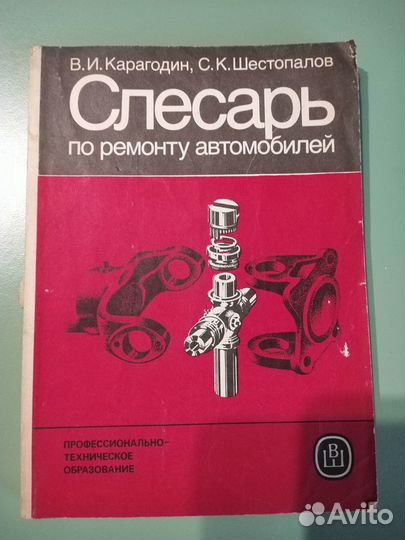 В.И.Карагодин, С.К.Шестопалов
Слесарь
по ремонту автомобилей
ПРОФЕССИОНАЛЬНО-
ТЕХНИЧЕСКОЕ
ОБРАЗОВАНИЕ
ВШ
Avito